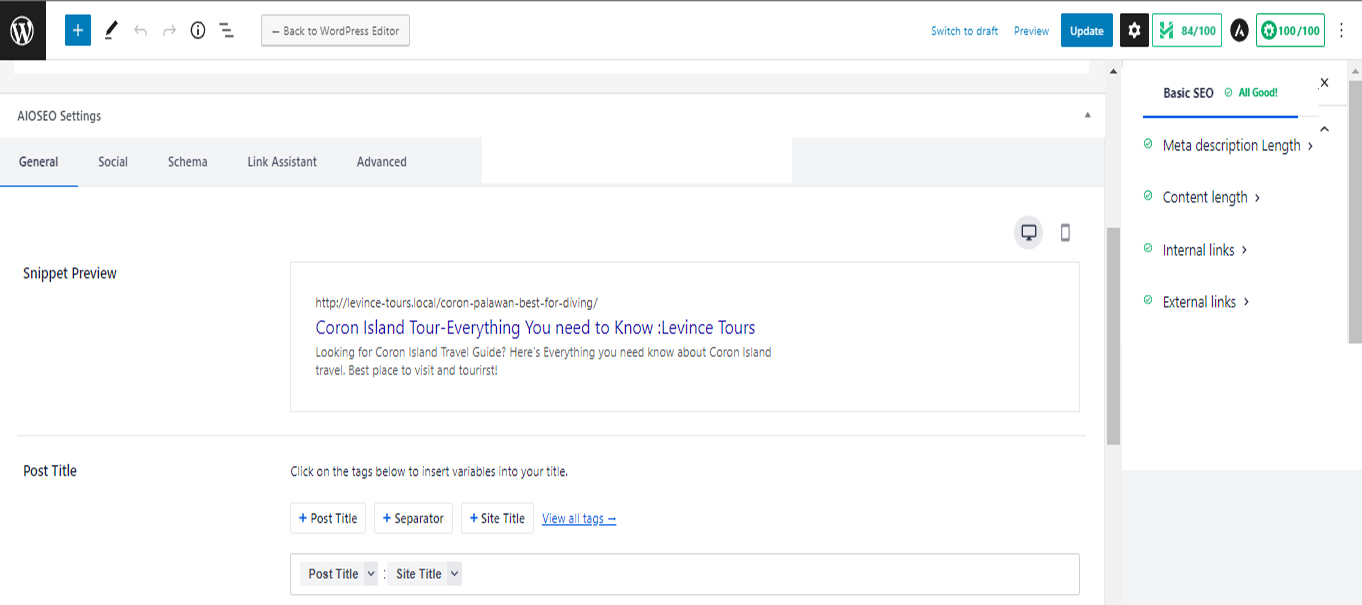 ← Back to WordPress Editor
Switch to draft
Preview
Update
84/100
100/100
AIOSEO Settings
General
Social
Schema
Link Assistant
Advanced
Basic SEO
All Good!
Meta description Length
Content length
Internal links
External links
Snippet Preview
http://levince-tours.local/coron-palawan-best-for-diving/
Coron Island Tour-Everything You need to Know :Levince Tours
Looking for Coron Island Travel Guide? Here's Everything you need know about Coron Island
travel. Best place to visit and tourirst!
Post Title
Click on the tags below to insert variables into your title.
+ Post Title
+ Separator
+ Site Title
View all tags →
Post Title : Site Title